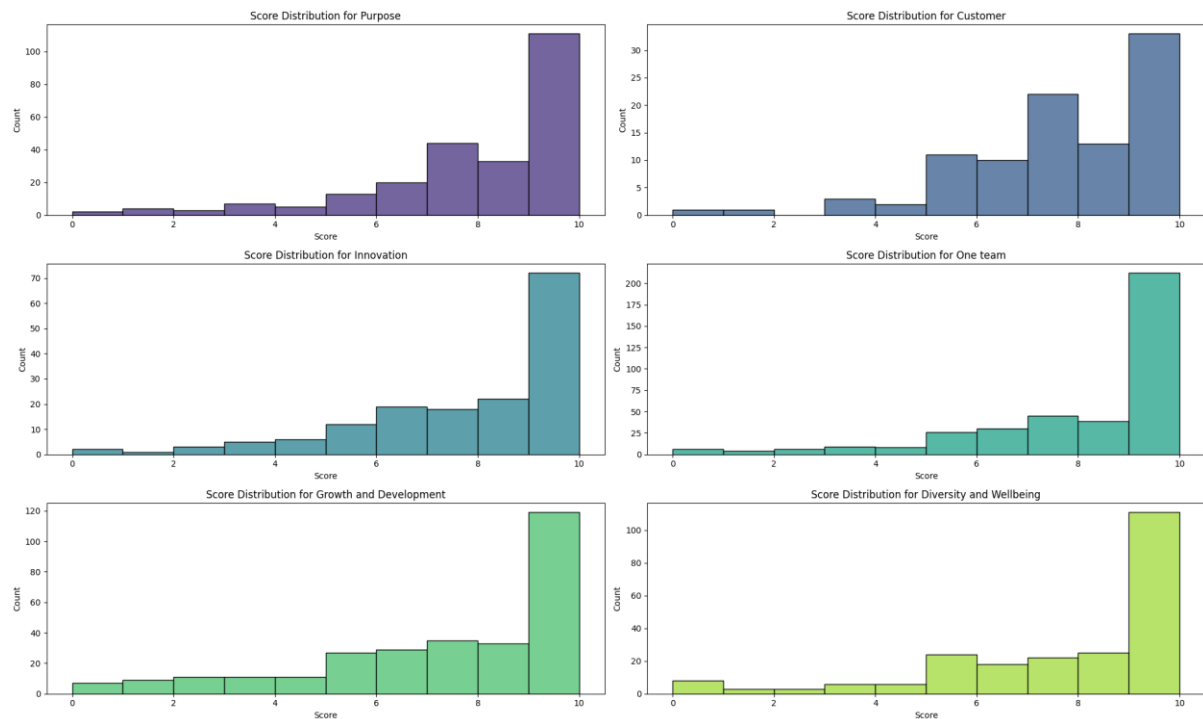 Score Distribution for Purpose
100
80
60
40
20
0
Count
0 2 4 6 8 10
Score
Score Distribution for Customer
30
25
20
15
10
5
0
Count
0 2 4 6 8 10
Score
Score Distribution for Innovation
70
60
50
40
30
20
10
0
Count
0 2 4 6 8 10
Score
Score Distribution for One team
200
175
150
125
100
75
50
25
0
Count
0 2 4 6 8 10
Score
Score Distribution for Growth and Development
120
100
80
60
40
20
0
Count
0 2 4 6 8 10
Score
Score Distribution for Diversity and Wellbeing
100
80
60
40
20
0
Count
0 2 4 6 8 10
Score